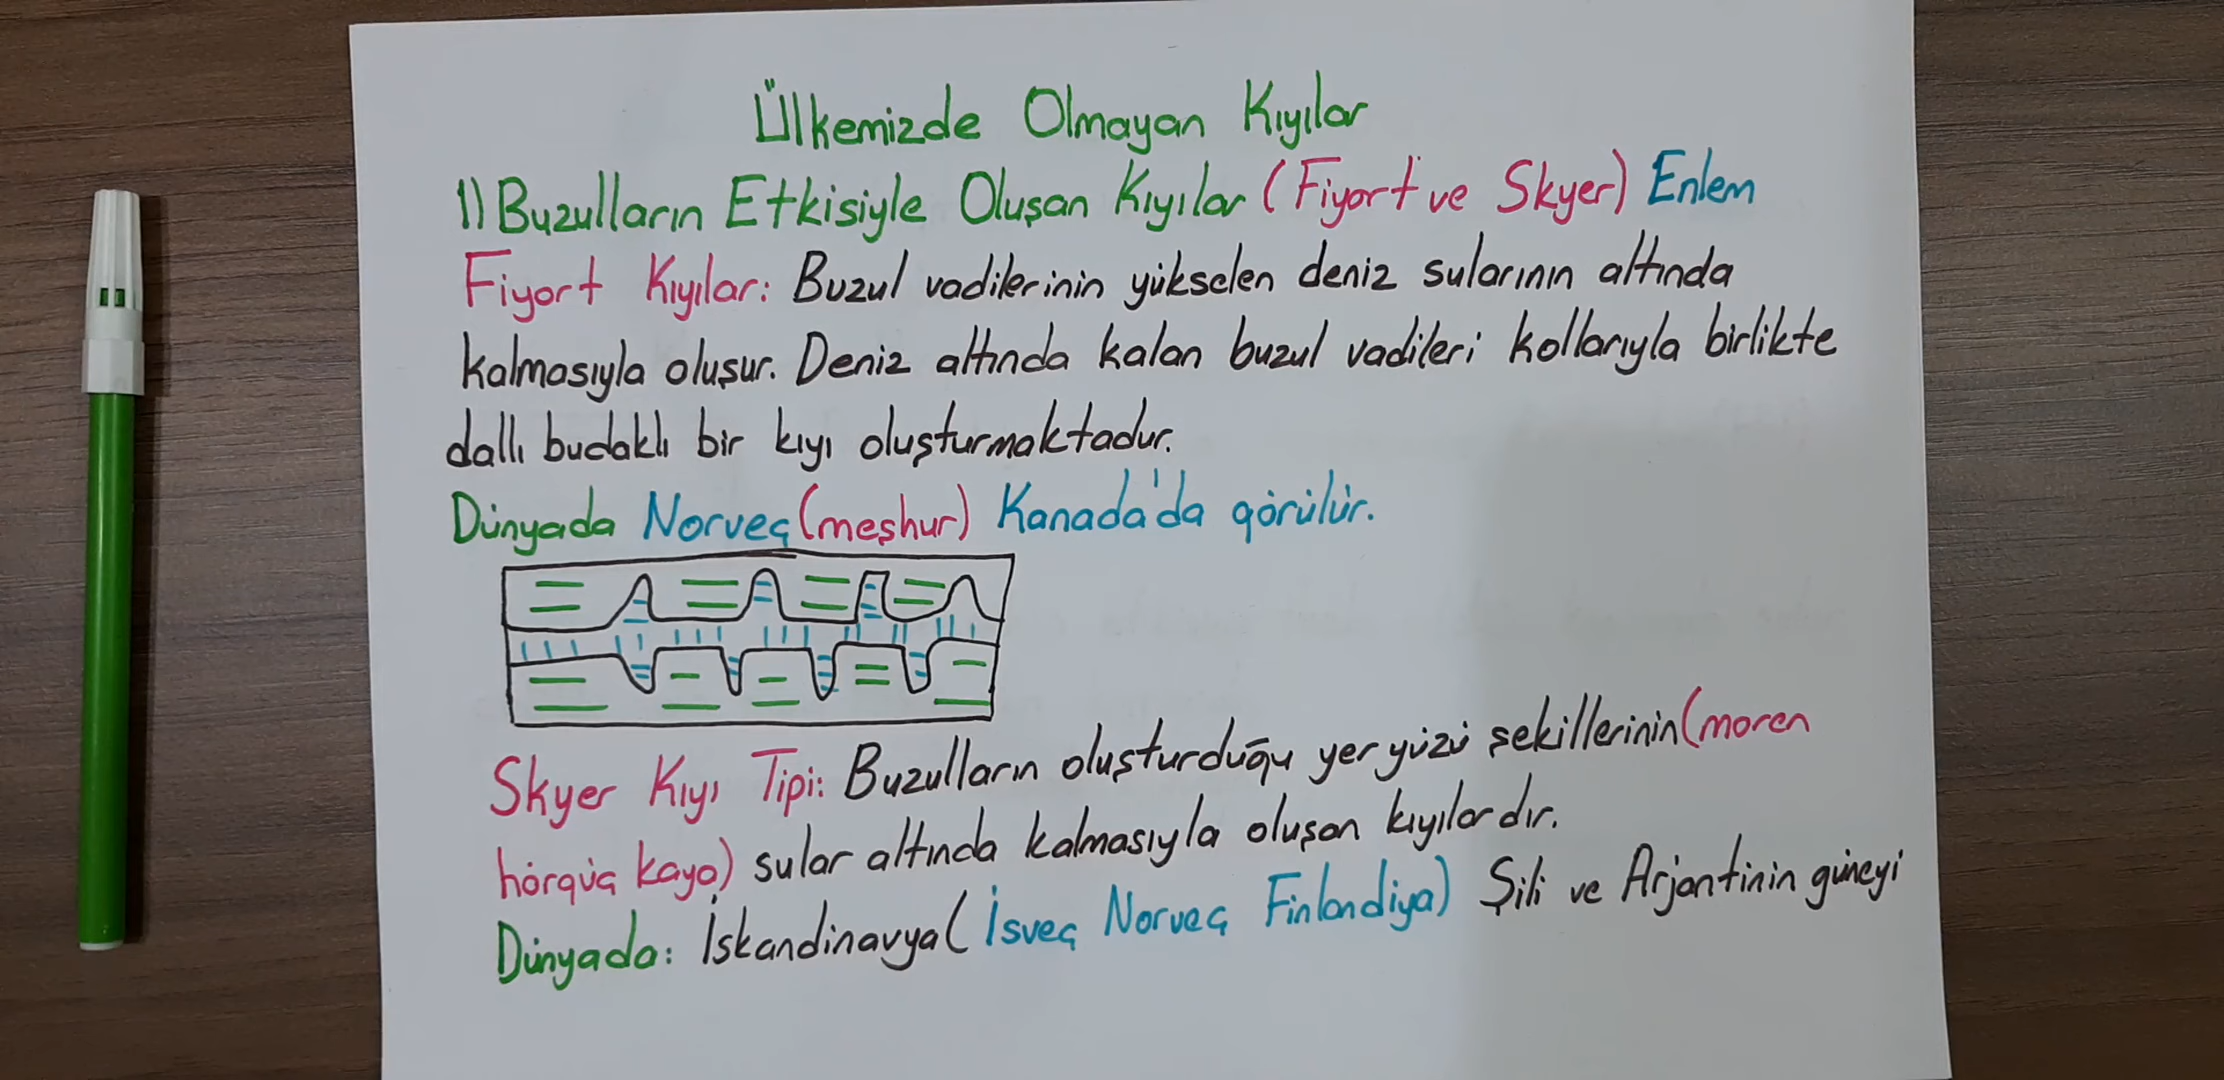 Ülkemizde Olmayan Kıyılar
1) Buzulların Etkisiyle Oluşan Kıyılar (Fiyort ve Skyer) Enlem
Fiyort Kıyılar: Buzul vadilerinin yükselen deniz sularının altında
kalmasıyla oluşur. Deniz altında kalan buzul vadileri kollarıyla birlikte
dallı budaklı bir kıyı oluşturmaktadır.
Dünyada Norveç (meşhur) Kanada'da görülür.
Skyer Kıyı Tipi: Buzulların oluşturduğu yer yüzü şekillerinin (moren
hörgüç kaya) sular altında kalmasıyla oluşan kıyılardır.
Dünyada: İskandinavya ( İsveç Norveç Finlandiya) Şili ve Arjantinin güneyi